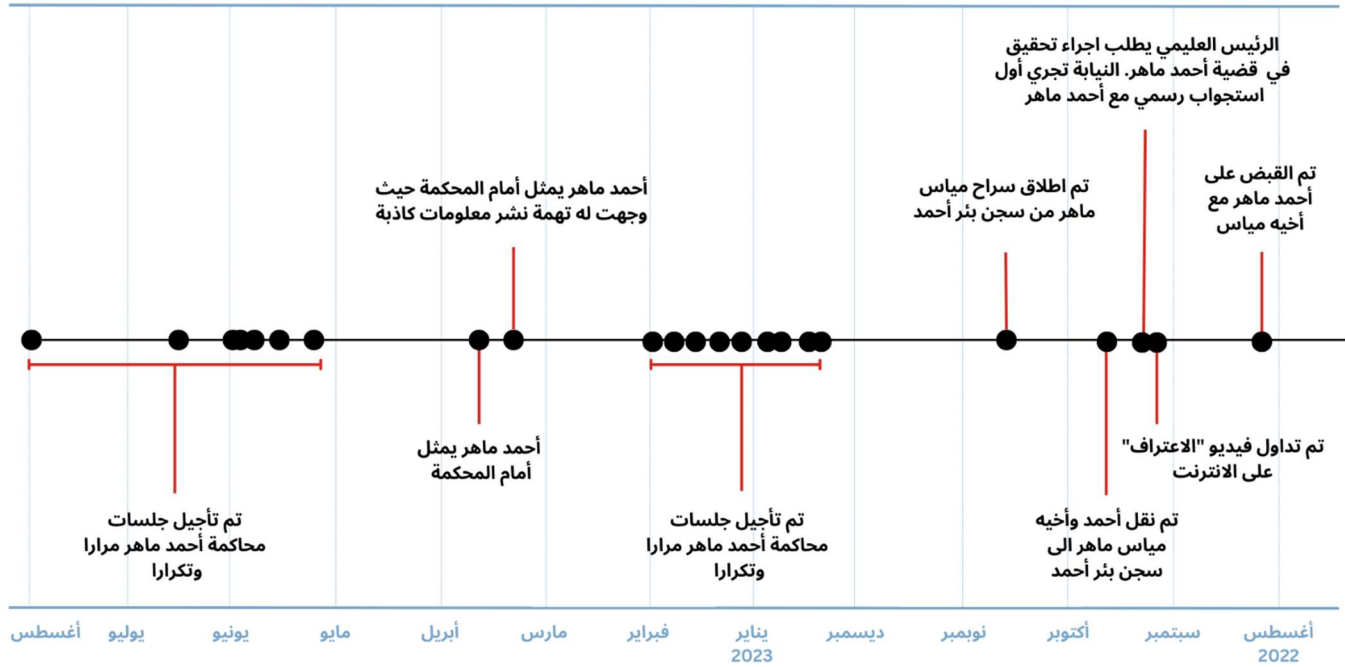 الرئيس العليمي يطلب اجراء تحقيق
في قضية أحمد ماهر. النيابة تجري أول
استجواب رسمي مع أحمد ماهر
تم القبض على
أحمد ماهر مع
أخيه مياس
تم اطلاق سراح مياس
ماهر من سجن بئر أحمد
أحمد ماهر يمثل أمام المحكمة حيث
وجهت له تهمة نشر معلومات كاذبة
تم تداول فيديو "الاعتراف"
على الانترنت
أحمد ماهر يمثل
أمام المحكمة
تم نقل أحمد وأخيه
مياس ماهر الى
سجن بئر أحمد
تم تأجيل جلسات
محاكمة أحمد ماهر مرارا
وتكرارا
تم تأجيل جلسات
محاكمة أحمد ماهر مرارا
وتكرارا
أغسطس سبتمبر أكتوبر نوفمبر ديسمبر يناير فبراير مارس أبريل مايو يونيو يوليو أغسطس
2022 2023